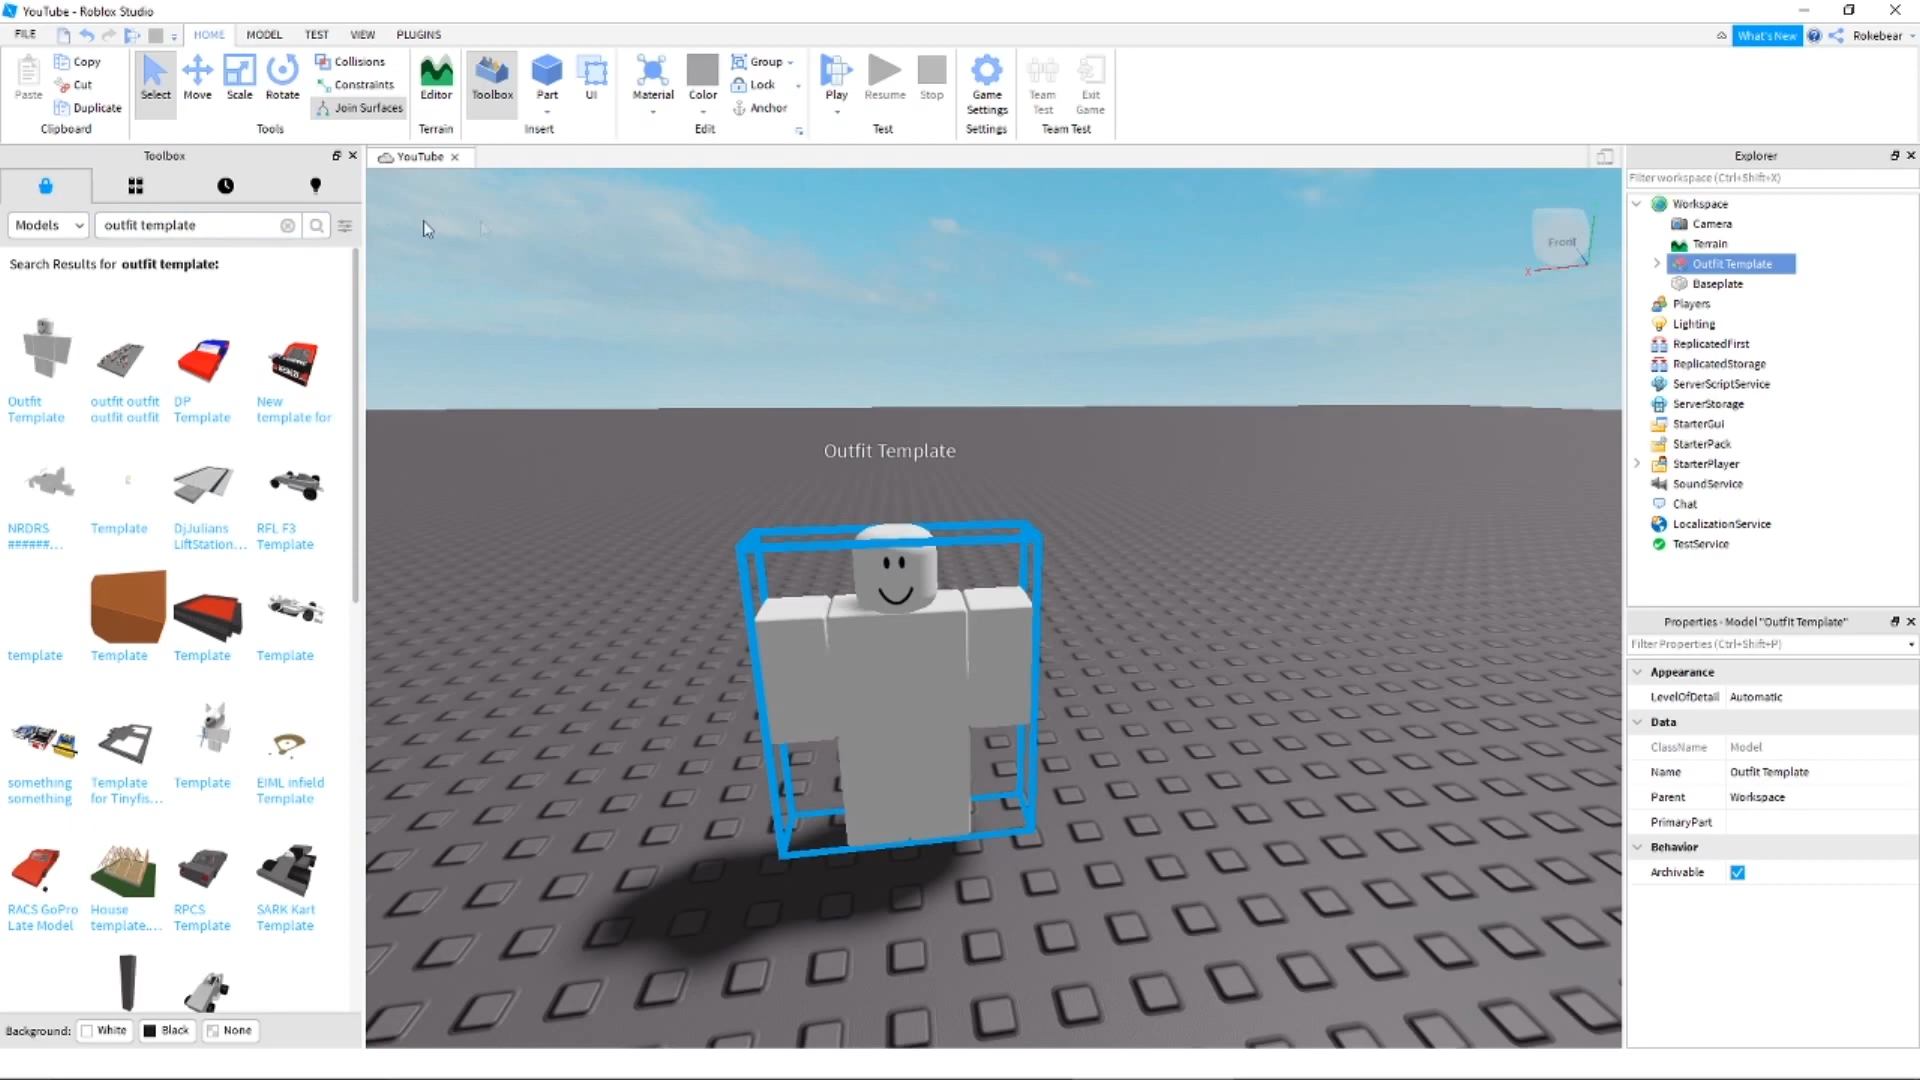 YouTube - Roblox Studio
FILE
HOME
MODEL
TEST
VIEW
PLUGINS
What's New
Rokebear
Paste
Copy
Cut
Duplicate
Clipboard
Select
Move
Scale
Rotate
Collisions
Constraints
Join Surfaces
Tools
Editor
Terrain
Toolbox
Part
UI
Insert
Material
Color
Group
Lock
Anchor
Edit
Play
Resume
Stop
Test
Game
Settings
Settings
Team
Test
Exit
Game
Team Test
Toolbox
YouTube
Models
outfit template
Search Results for outfit template:
Outfit
Template
outfit outfit
outfit outfit
DP
Template
New
template for
NRDRS
######...
Template
DjJulians
LiftStation...
RFL F3
Template
template
Template
Template
Template
something
something
Template
for Tinyfis...
Template
EIML infield
Template
RACS GoPro
Late Model
House
template....
RPCS
Template
SARK Kart
Template
Background:
White
Black
None
Front
X
Outfit Template
Explorer
Filter workspace (Ctrl+Shift+X)
Workspace
Camera
Terrain
Outfit Template
Baseplate
Players
Lighting
ReplicatedFirst
ReplicatedStorage
ServerScriptService
ServerStorage
StarterGui
StarterPack
StarterPlayer
SoundService
Chat
LocalizationService
TestService
Properties - Model "Outfit Template"
Filter Properties (Ctrl+Shift+P)
Appearance
LevelOfDetail Automatic
Data
ClassName Model
Name Outfit Template
Parent Workspace
PrimaryPart
Behavior
Archivable